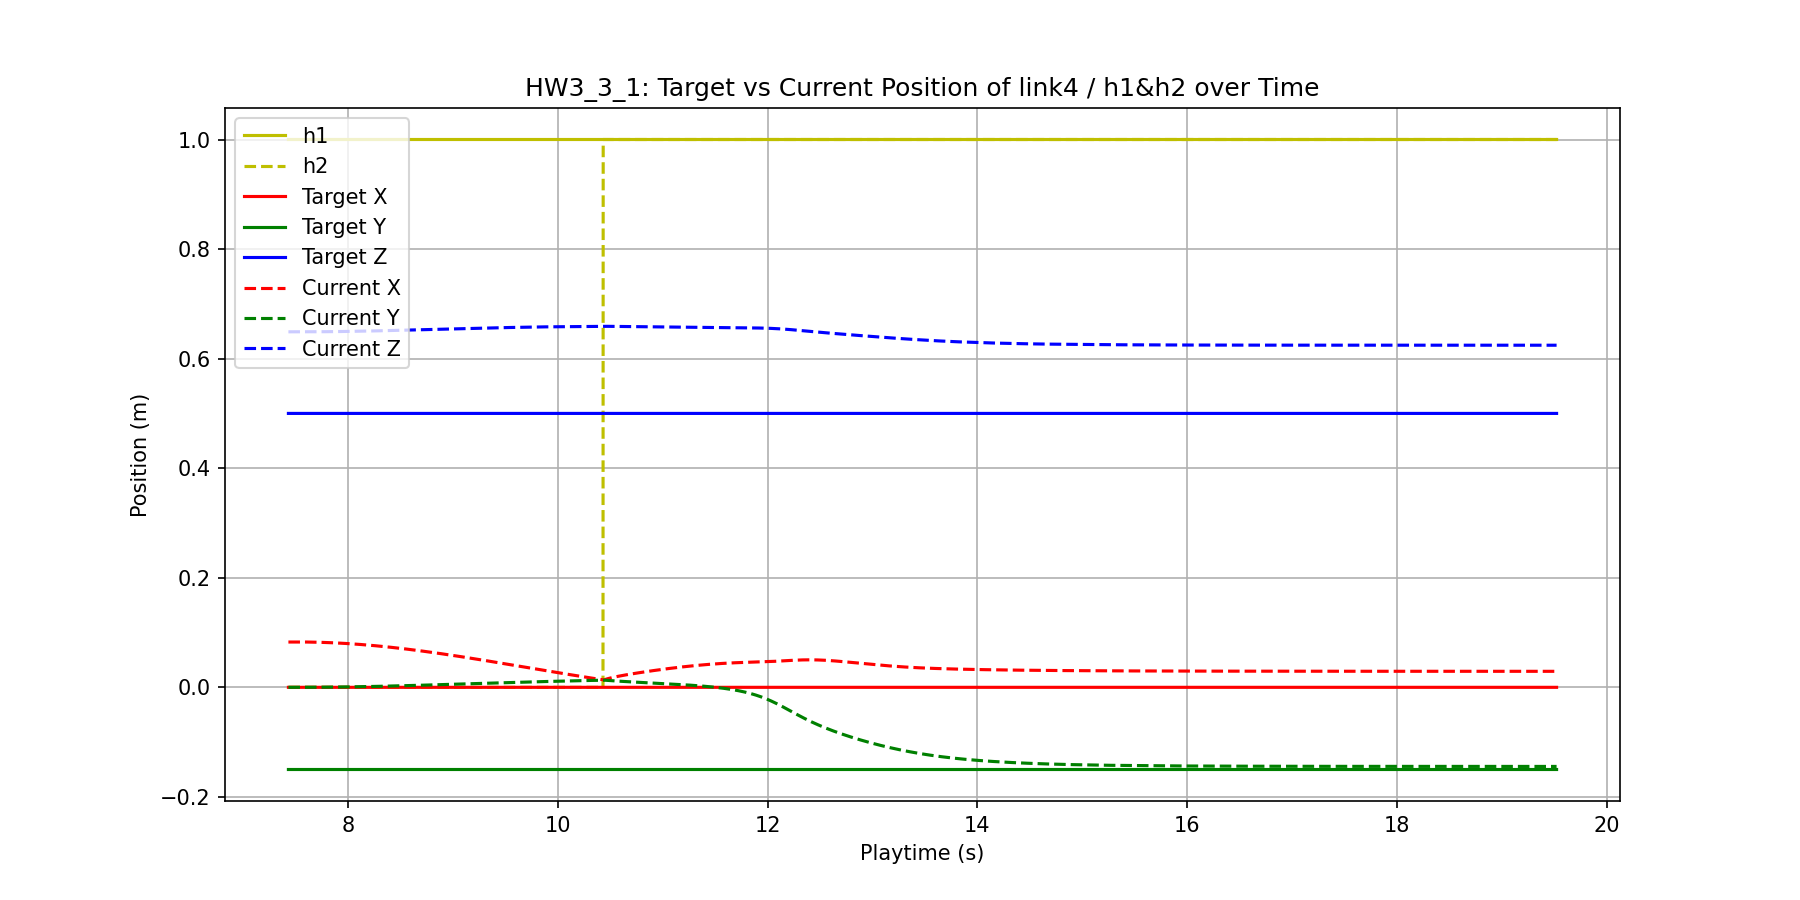 HW3_3_1: Target vs Current Position of link4 / h1&h2 over Time
h1
h2
Target X
Target Y
Target Z
Current X
Current Y
Current Z
Position (m)
1.0
0.8
0.6
0.4
0.2
0.0
−0.2
8 10 12 14 16 18 20
Playtime (s)